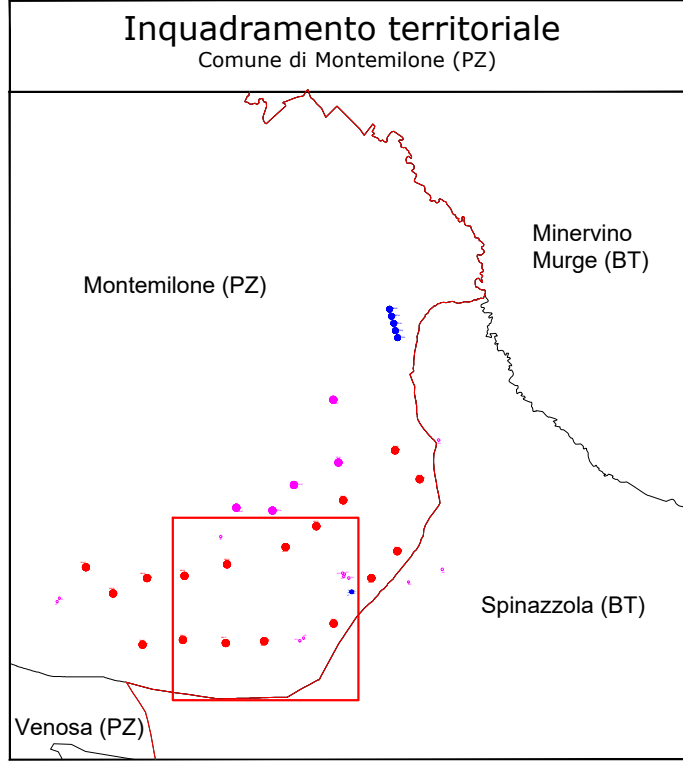 Inquadramento territoriale
Comune di Montemilone (PZ)
Minervino
Murge (BT)
Montemilone (PZ)
Spinazzola (BT)
Venosa (PZ)